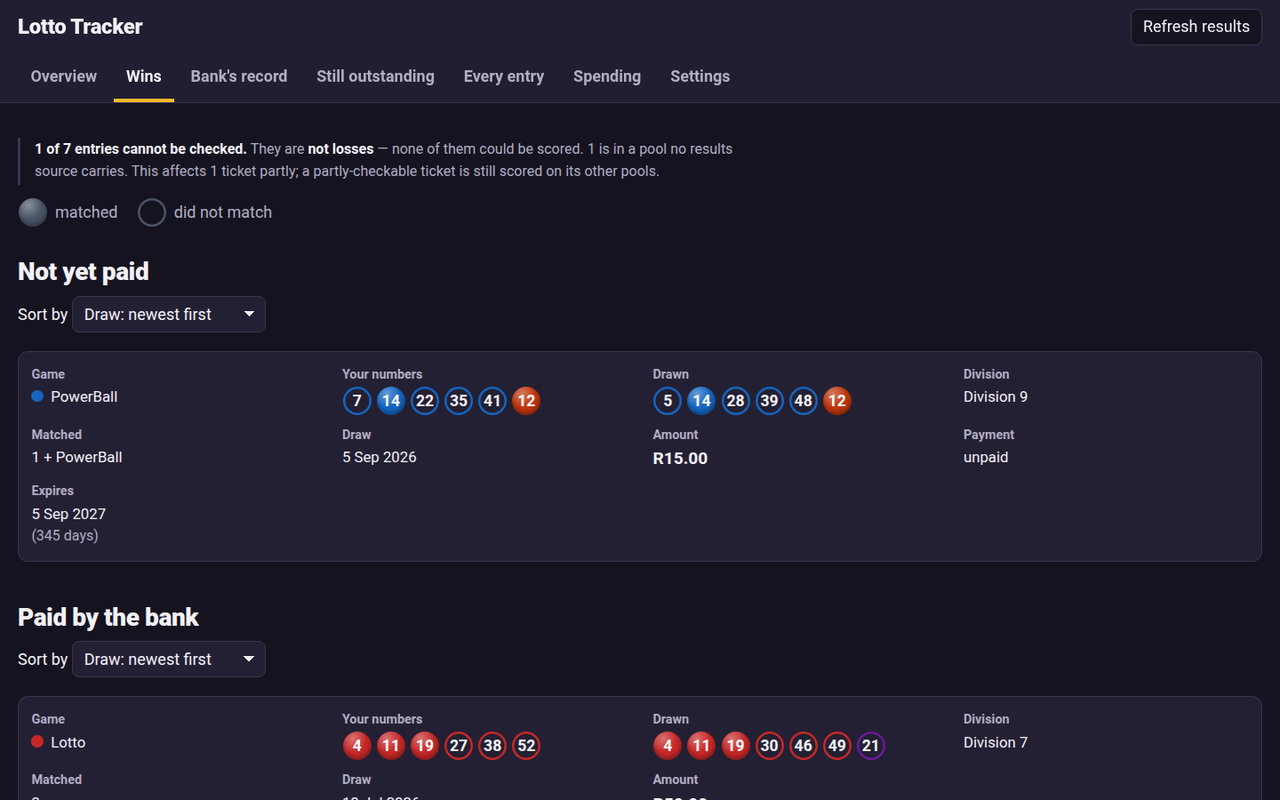 Lotto Tracker
Refresh results
Overview Wins Bank's record Still outstanding Every entry Spending Settings
1 of 7 entries cannot be checked. They are not losses — none of them could be scored. 1 is in a pool no results
source carries. This affects 1 ticket partly; a partly-checkable ticket is still scored on its other pools.
matched did not match
Not yet paid
Sort by Draw: newest first
Game Your numbers Drawn Division
PowerBall 7 14 22 35 41 12 5 14 28 39 48 12 Division 9
Matched Draw Amount Payment
1 + PowerBall 5 Sep 2026 R15.00 unpaid
Expires
5 Sep 2027
(345 days)
Paid by the bank
Sort by Draw: newest first
Game Your numbers Drawn Division
Lotto 4 11 19 27 38 52 4 11 19 30 46 49 21 Division 7
Matched Draw Amount